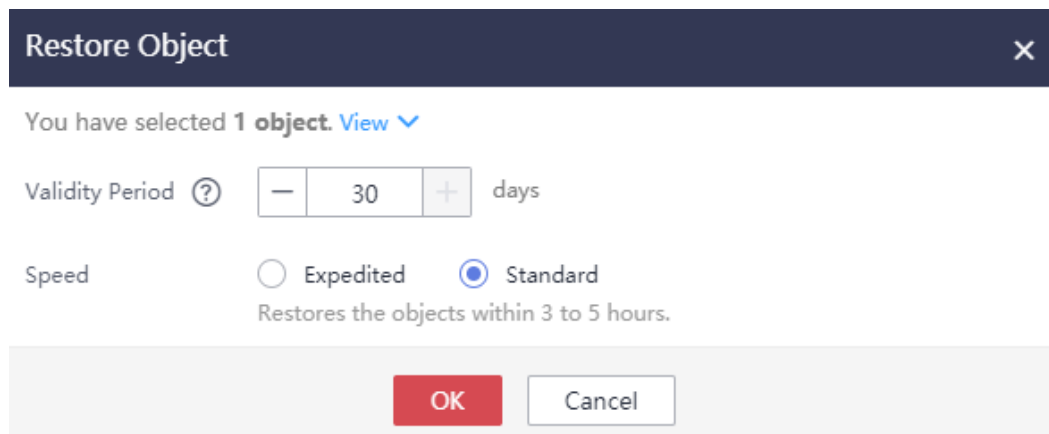 Restore Object
You have selected 1 object. View
Validity Period ? − 30 + days
Speed Expedited Standard
Restores the objects within 3 to 5 hours.
OK Cancel